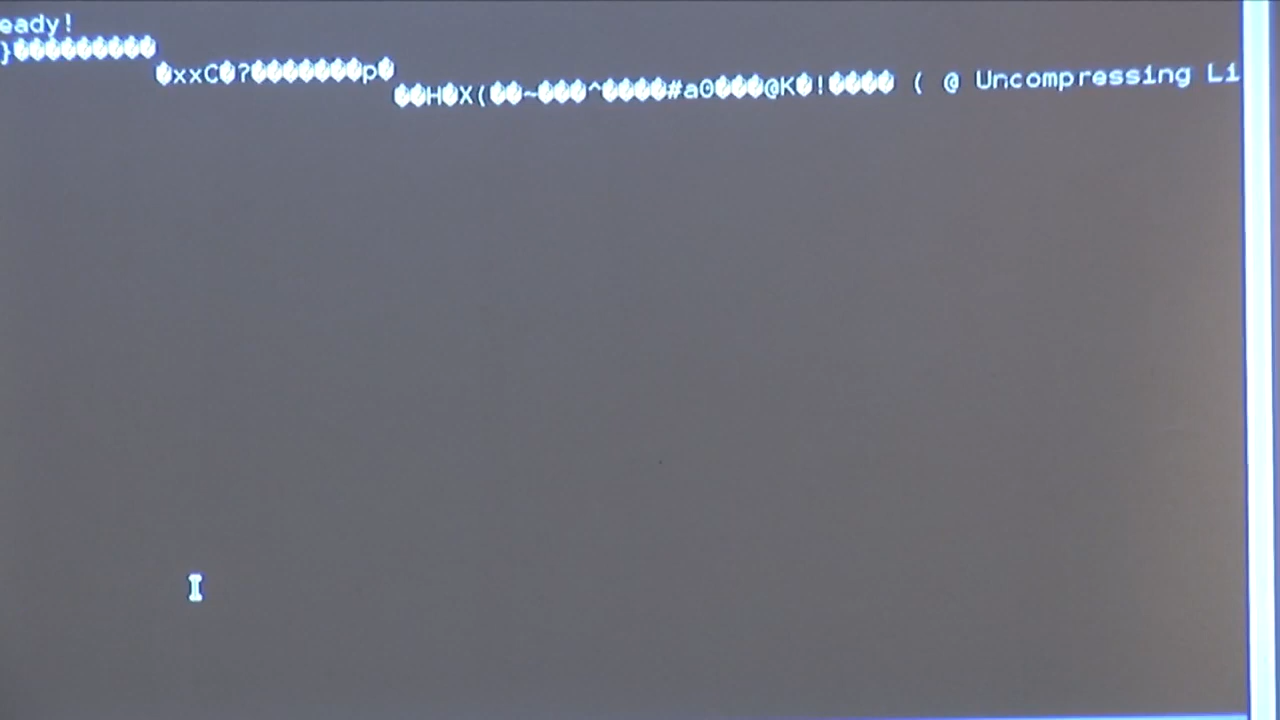 eady!
}����������
�xxC�?�������p�
��H�X(��~���^����#a0���@K�!���� ( @ Uncompressing Li